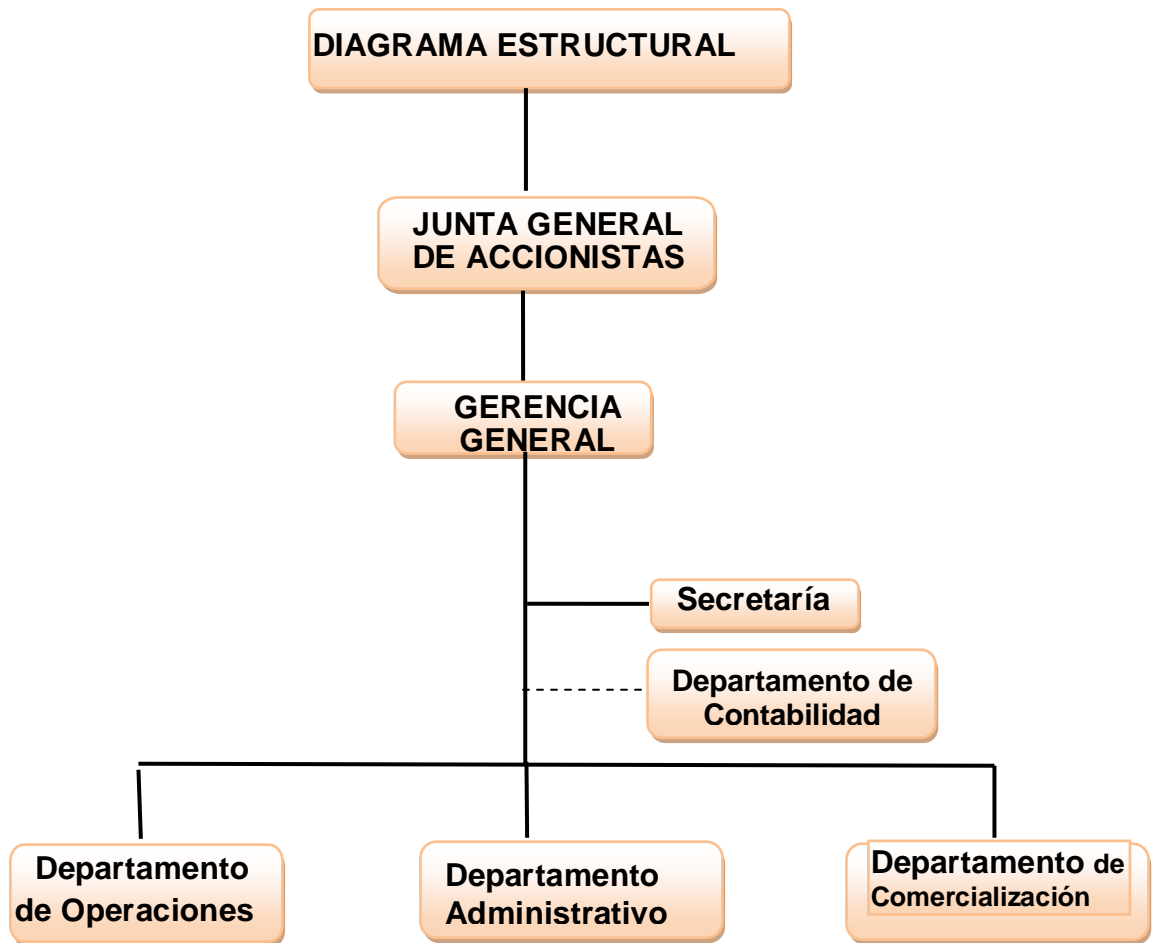 DIAGRAMA ESTRUCTURAL
JUNTA GENERAL
DE ACCIONISTAS
GERENCIA
GENERAL
Secretaría
Departamento de
Contabilidad
Departamento
de Operaciones
Departamento
Administrativo
Departamento de
Comercialización